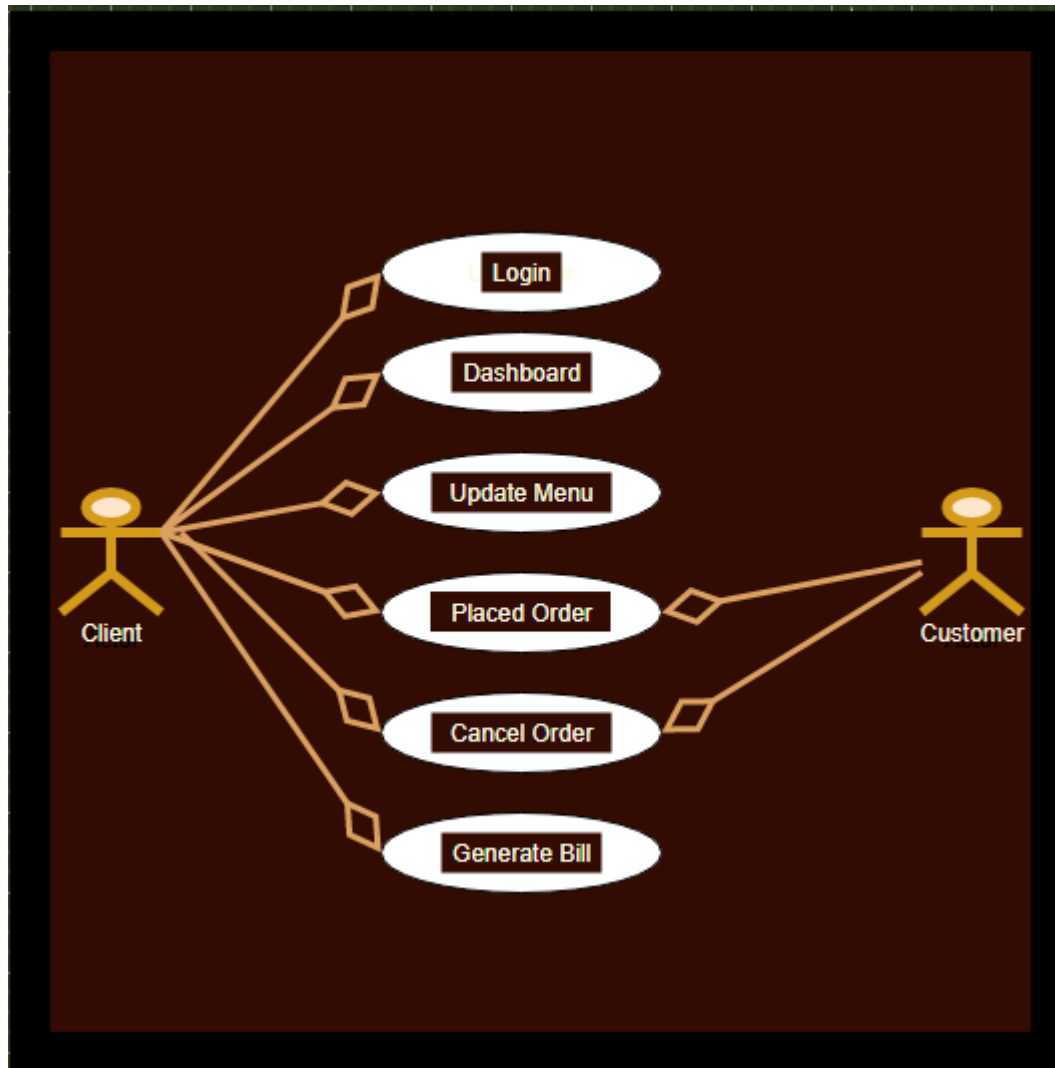 Login
Dashboard
Update Menu
Placed Order
Cancel Order
Generate Bill
Client
Customer